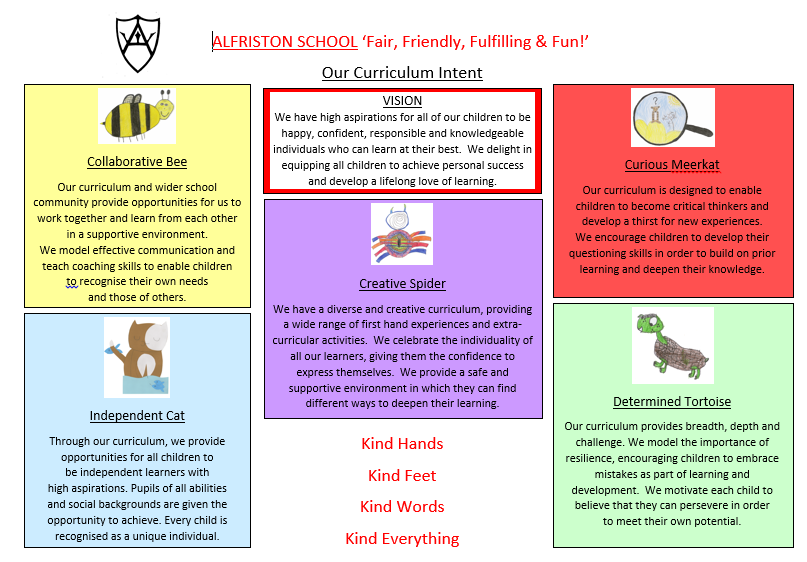 ALFRISTON SCHOOL ‘Fair, Friendly, Fulfilling & Fun!’
Our Curriculum Intent
Collaborative Bee
Our curriculum and wider school
community provide opportunities for us to
work together and learn from each other
in a supportive environment.
We model effective communication and
teach coaching skills to enable children
to recognise their own needs
and those of others.
VISION
We have high aspirations for all of our children to be
happy, confident, responsible and knowledgeable
individuals who can learn at their best. We delight in
equipping all children to achieve personal success
and develop a lifelong love of learning.
Curious Meerkat
Our curriculum is designed to enable
children to become critical thinkers and
develop a thirst for new experiences.
We encourage children to develop their
questioning skills in order to build on prior
learning and deepen their knowledge.
Creative Spider
We have a diverse and creative curriculum, providing
a wide range of first hand experiences and extra-
curricular activities. We celebrate the individuality of
all our learners, giving them the confidence to
express themselves. We provide a safe and
supportive environment in which they can find
different ways to deepen their learning.
Independent Cat
Through our curriculum, we provide
opportunities for all children to
be independent learners with
high aspirations. Pupils of all abilities
and social backgrounds are given the
opportunity to achieve. Every child is
recognised as a unique individual.
Determined Tortoise
Our curriculum provides breadth, depth and
challenge. We model the importance of
resilience, encouraging children to embrace
mistakes as part of learning and
development. We motivate each child to
believe that they can persevere in order
to meet their own potential.
Kind Hands
Kind Feet
Kind Words
Kind Everything